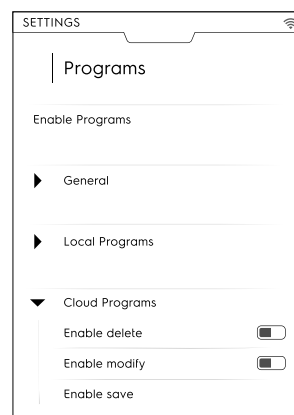 SETTINGS
Programs
Enable Programs
General
Local Programs
Cloud Programs
Enable delete
Enable modify
Enable save